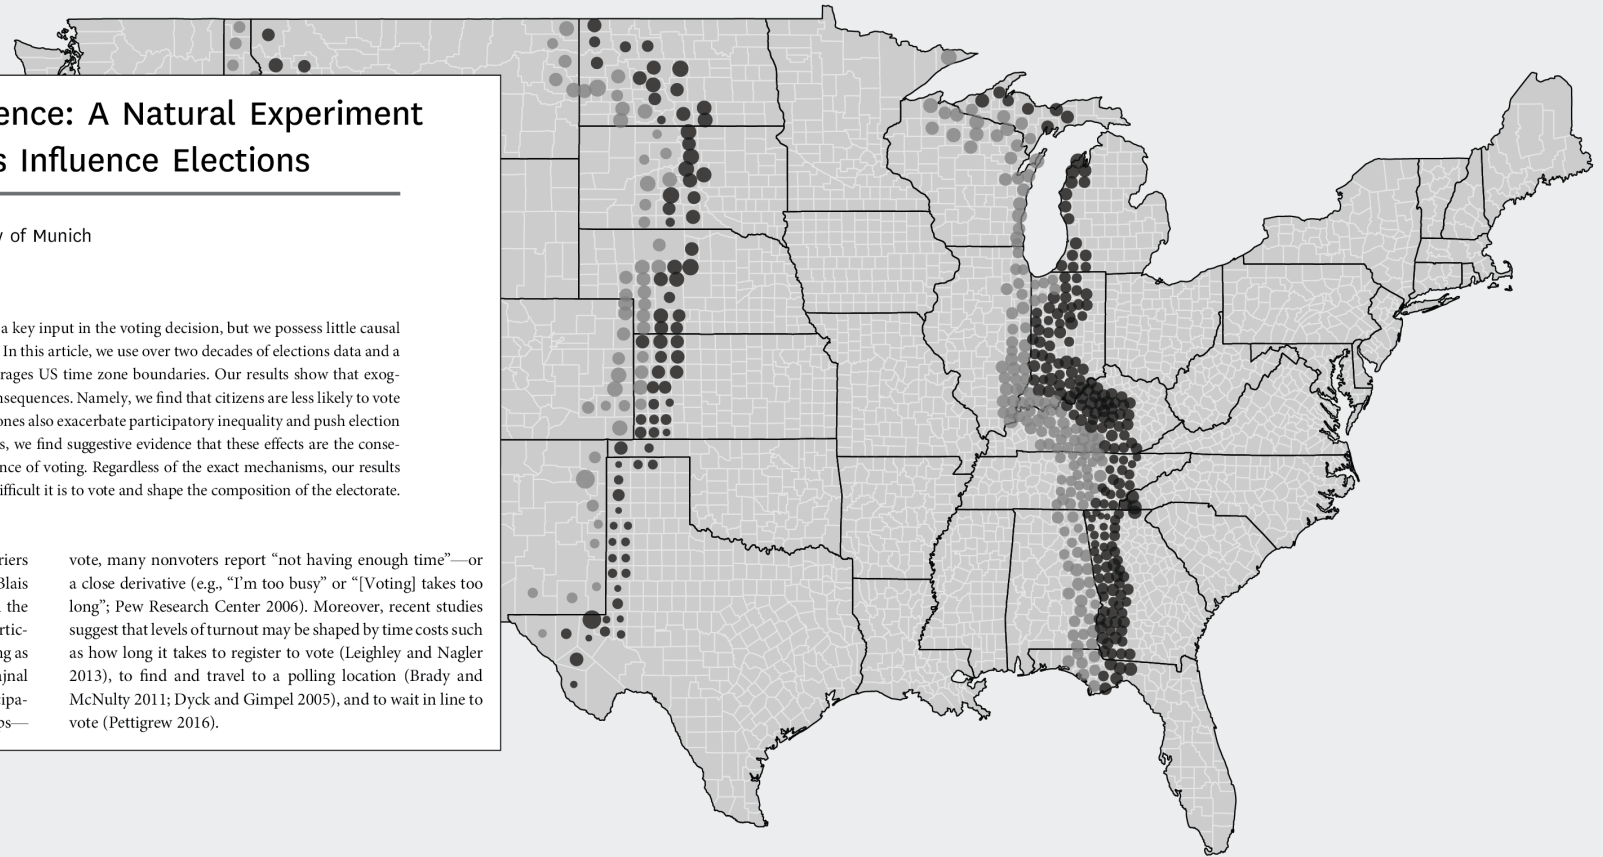 ence: A Natural Experiment
s Influence Elections
y of Munich
a key input in the voting decision, but we possess little causal
In this article, we use over two decades of elections data and a
rages US time zone boundaries. Our results show that exog-
nsequences. Namely, we find that citizens are less likely to vote
ones also exacerbate participatory inequality and push election
s, we find suggestive evidence that these effects are the conse-
nce of voting. Regardless of the exact mechanisms, our results
ifficult it is to vote and shape the composition of the electorate.
riers
Blais
the
rtic-
ng as
ajnal
cipa-
ps—
vote, many nonvoters report “not having enough time”—or
a close derivative (e.g., “I’m too busy” or “[Voting] takes too
long”; Pew Research Center 2006). Moreover, recent studies
suggest that levels of turnout may be shaped by time costs such
as how long it takes to register to vote (Leighley and Nagler
2013), to find and travel to a polling location (Brady and
McNulty 2011; Dyck and Gimpel 2005), and to wait in line to
vote (Pettigrew 2016).